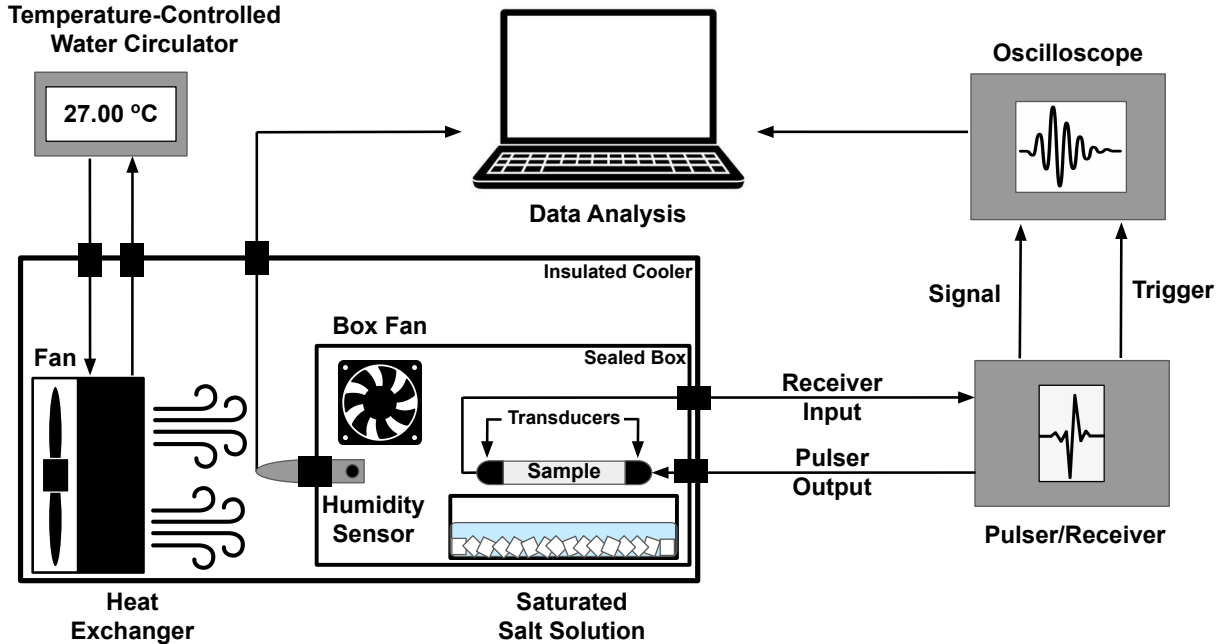 Temperature-Controlled
Water Circulator
27.00 ºC
Oscilloscope
Data Analysis
Insulated Cooler
Signal
Trigger
Box Fan
Fan
Sealed Box
Receiver
Input
Transducers
Sample
Pulser
Output
Humidity
Sensor
Pulser/Receiver
Heat
Exchanger
Saturated
Salt Solution